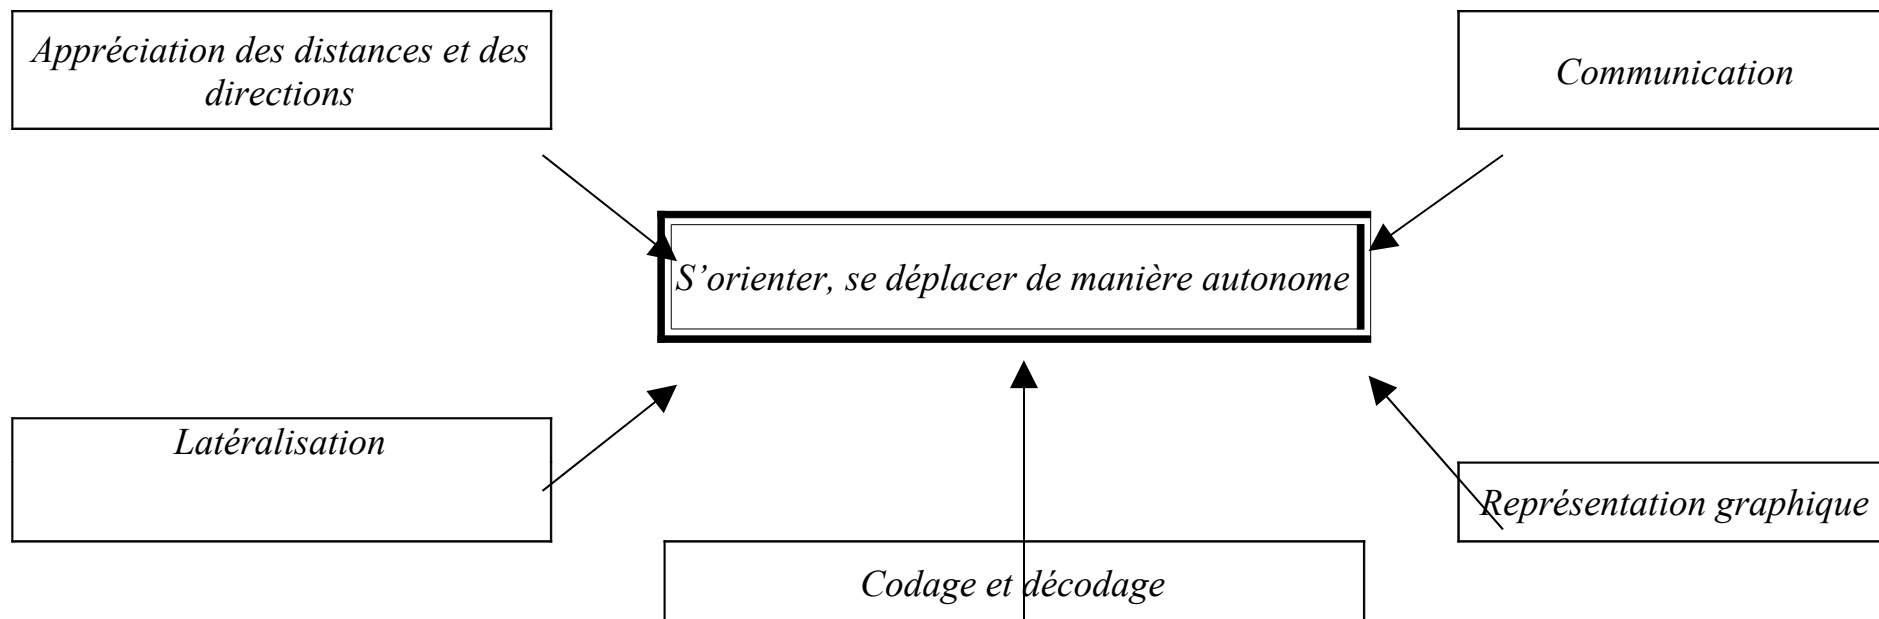 Appréciation des distances et des
directions
Communication
S’orienter, se déplacer de manière autonome
Latéralisation
Représentation graphique
Codage et décodage